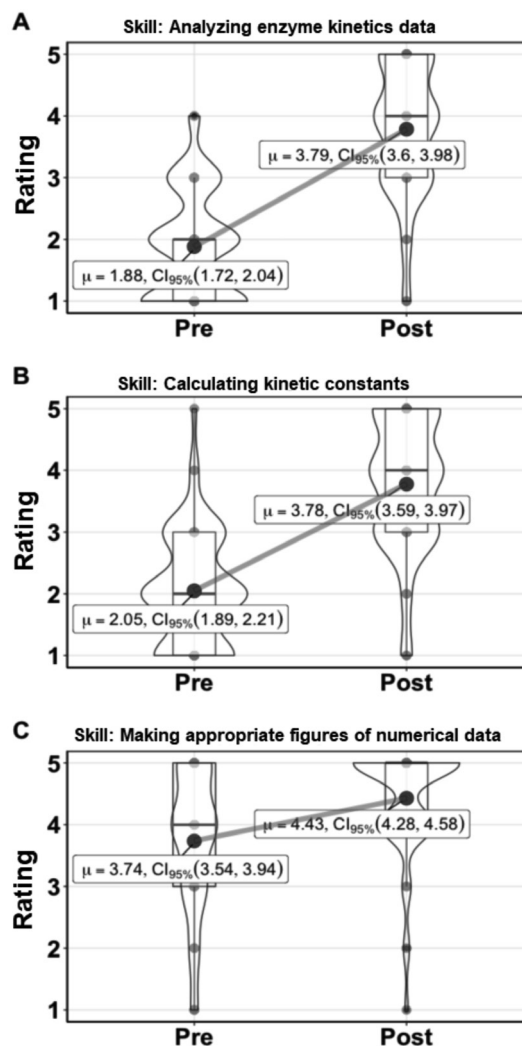 A
Skill: Analyzing enzyme kinetics data
5
4
3
2
1
Rating
μ = 3.79, CI95%(3.6, 3.98)
μ = 1.88, CI95%(1.72, 2.04)
Pre
Post
B
Skill: Calculating kinetic constants
5
4
3
2
1
Rating
μ = 3.78, CI95%(3.59, 3.97)
μ = 2.05, CI95%(1.89, 2.21)
Pre
Post
C
Skill: Making appropriate figures of numerical data
5
4
3
2
1
Rating
μ = 4.43, CI95%(4.28, 4.58)
μ = 3.74, CI95%(3.54, 3.94)
Pre
Post